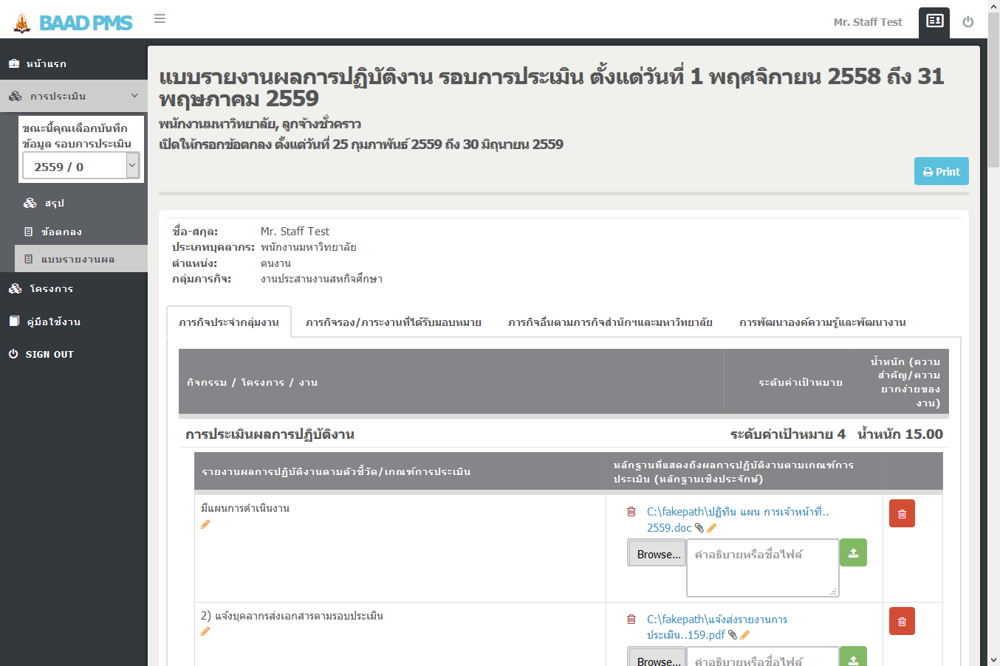 BAAD PMS
Mr. Staff Test
หน้าแรก
การประเมิน
ขณะนี้คุณเลือกบันทึก
ข้อมูล รอบการประเมิน
2559 / 0
สรุป
ข้อตกลง
แบบรายงานผล
โครงการ
คู่มือใช้งาน
SIGN OUT
แบบรายงานผลการปฏิบัติงาน รอบการประเมิน ตั้งแต่วันที่ 1 พฤศจิกายน 2558 ถึง 31
พฤษภาคม 2559
พนักงานมหาวิทยาลัย, ลูกจ้างชั่วคราว
เปิดให้กรอกข้อตกลง ตั้งแต่วันที่ 25 กุมภาพันธ์ 2559 ถึง 30 มิถุนายน 2559
Print
ชื่อ-สกุล: Mr. Staff Test
ประเภทบุคลากร: พนักงานมหาวิทยาลัย
ตำแหน่ง: คนงาน
กลุ่มภารกิจ: งานประสานงานสหกิจศึกษา
ภารกิจประจำกลุ่มงาน ภารกิจรอง/ภาระงานที่ได้รับมอบหมาย ภารกิจอื่นตามภารกิจสำนักฯและมหาวิทยาลัย การพัฒนาองค์ความรู้และพัฒนางาน
กิจกรรม / โครงการ / งาน
ระดับค่าเป้าหมาย
น้ำหนัก (ความ
สำคัญ/ความ
ยากง่ายของ
งาน)
การประเมินผลการปฏิบัติงาน ระดับค่าเป้าหมาย 4 น้ำหนัก 15.00
รายงานผลการปฏิบัติงานตามตัวชี้วัด/เกณฑ์การประเมิน
หลักฐานที่แสดงถึงผลการปฏิบัติงานตามเกณฑ์การ
ประเมิน (หลักฐานเชิงประจักษ์)
มีแผนการดำเนินงาน
C:\fakepath\ปฏิทิน แผน การเจ้าหน้าที่..
2559.doc
Browse... คำอธิบายหรือชื่อไฟล์
2) แจ้งบุคลากรส่งเอกสารตามรอบประเมิน
C:\fakepath\แจ้งส่งรายงานการ
ประเมิน..159.pdf
Browse... คำอธิบายหรือชื่อไฟล์